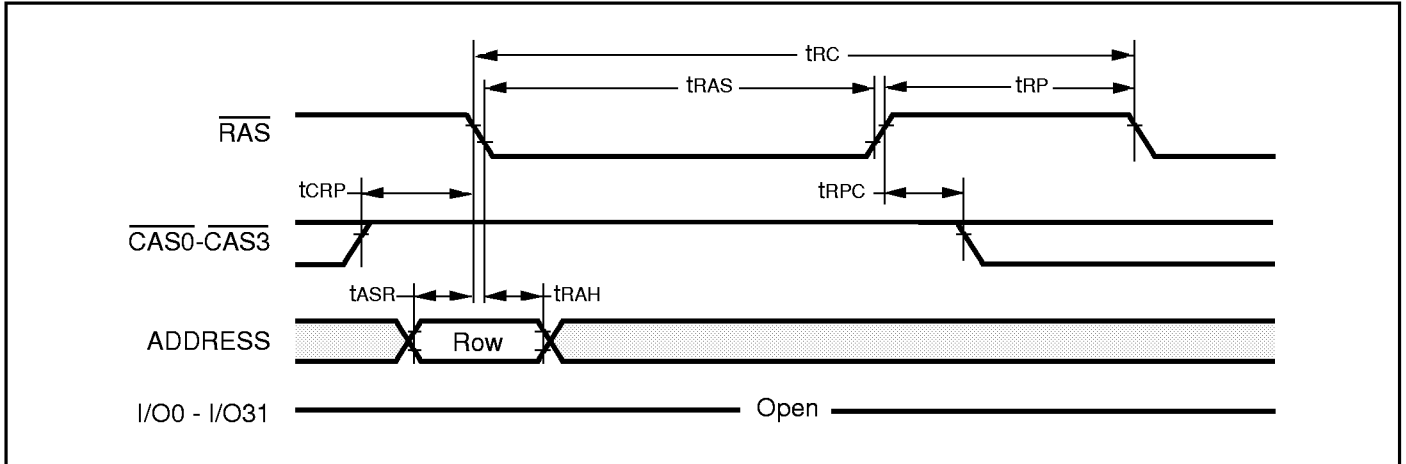 tRC
tRAS
tRP
RAS
tCRP
tRPC
CAS0-CAS3
tASR
tRAH
ADDRESS
Row
I/O0 - I/O31
Open